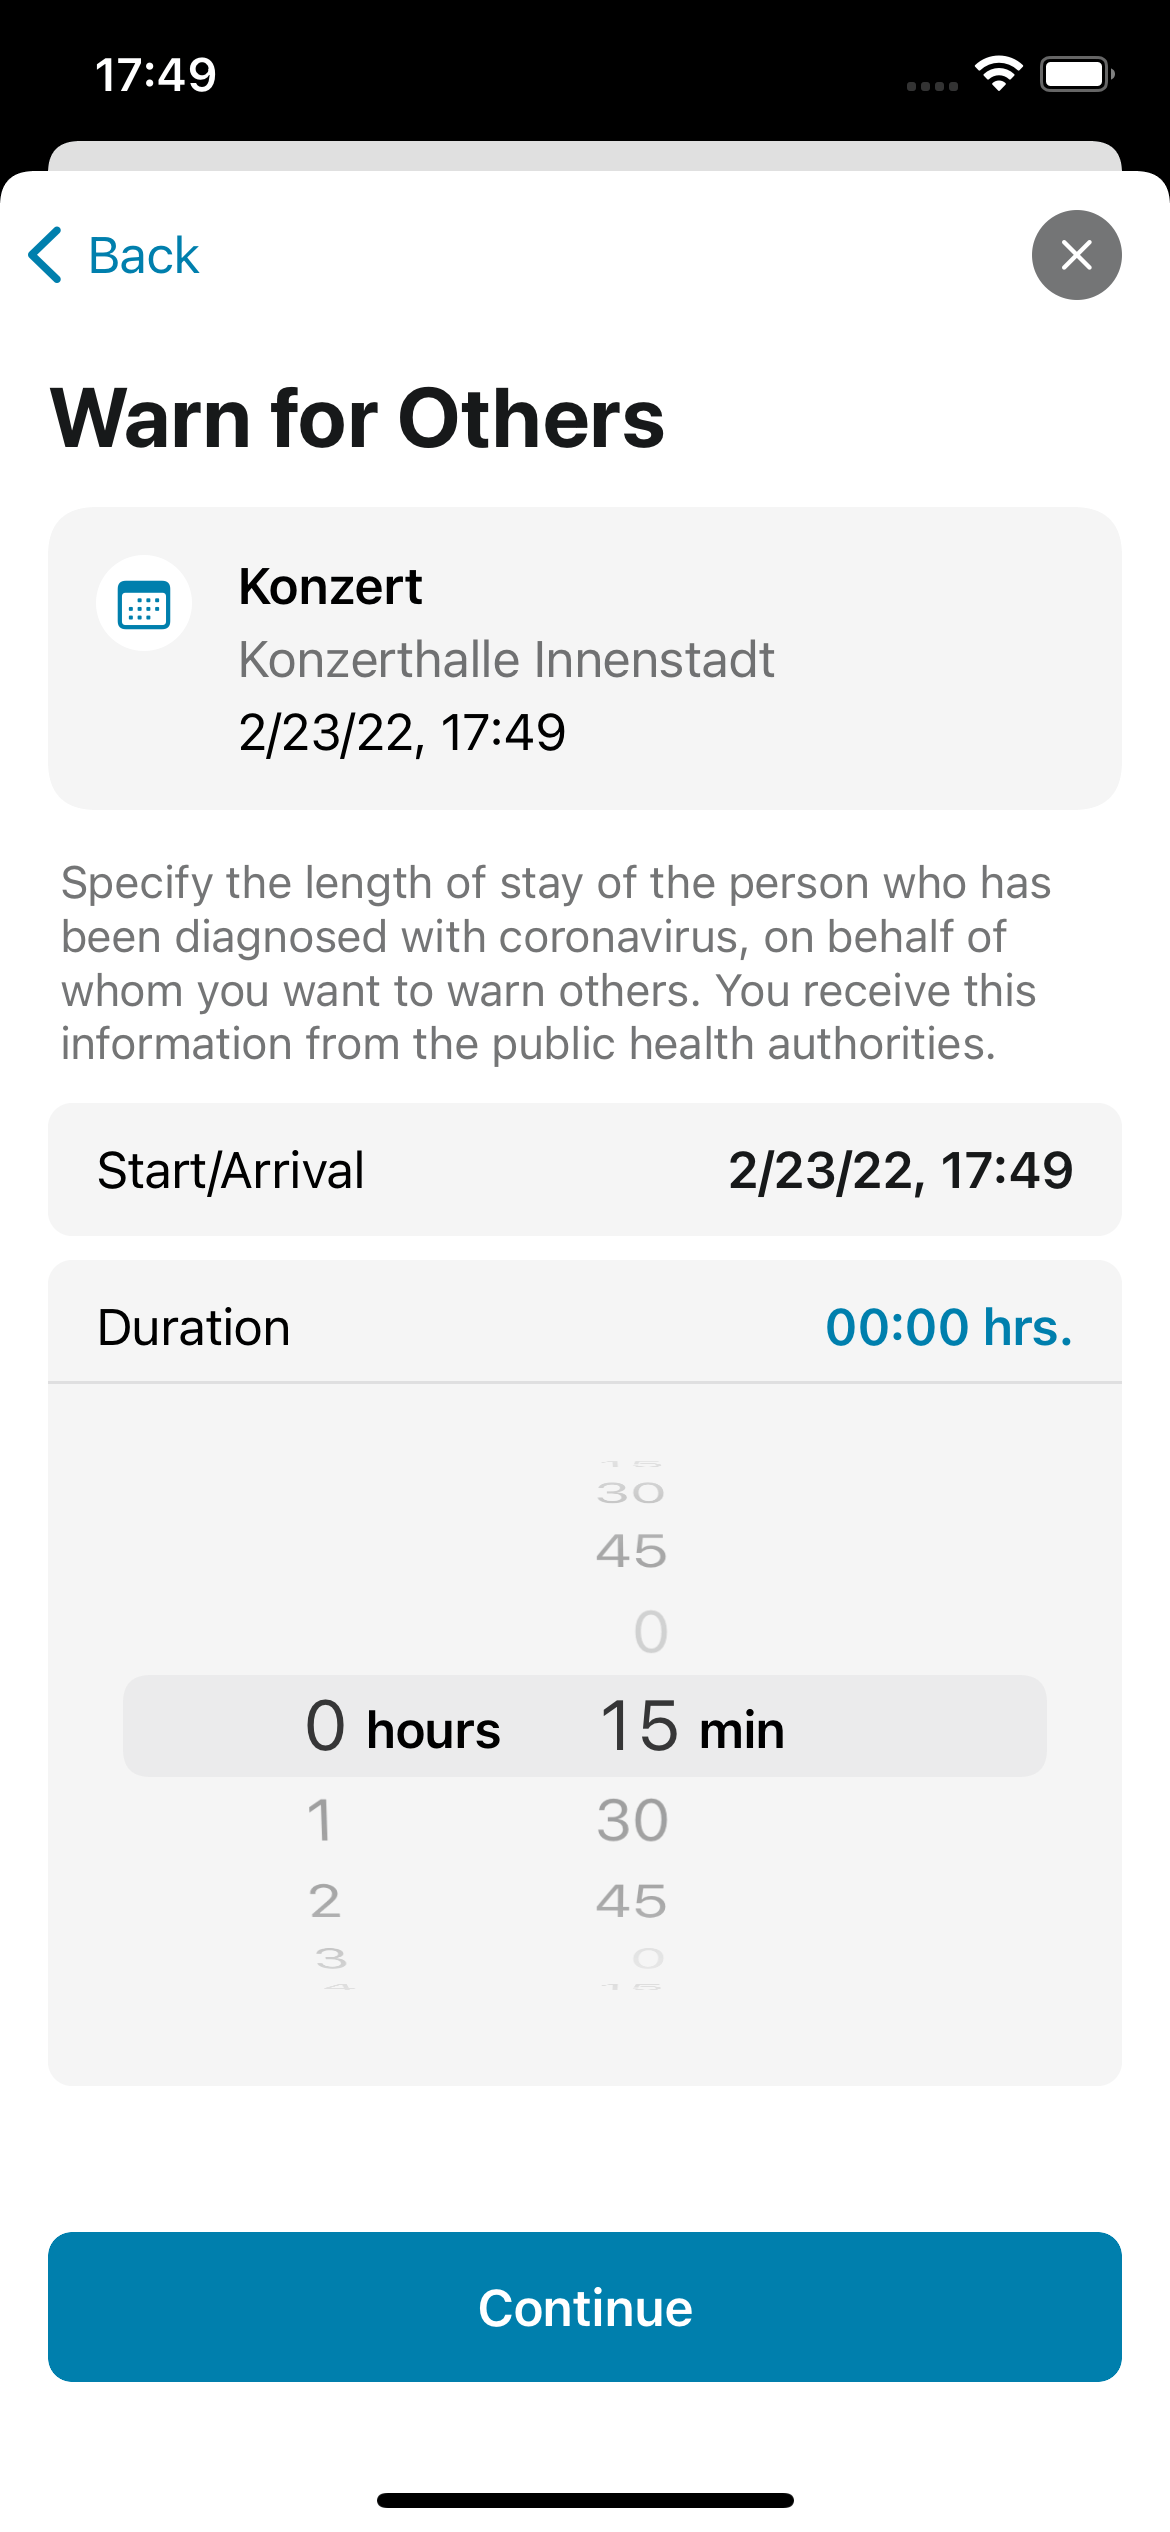 17:49
Back
Warn for Others
Konzert
Konzerthalle Innenstadt
2/23/22, 17:49
Specify the length of stay of the person who has
been diagnosed with coronavirus, on behalf of
whom you want to warn others. You receive this
information from the public health authorities.
Start/Arrival 2/23/22, 17:49
Duration 00:00 hrs.
15
30
45
0
0 hours 15 min
1 30
2 45
3 0
4 15
Continue